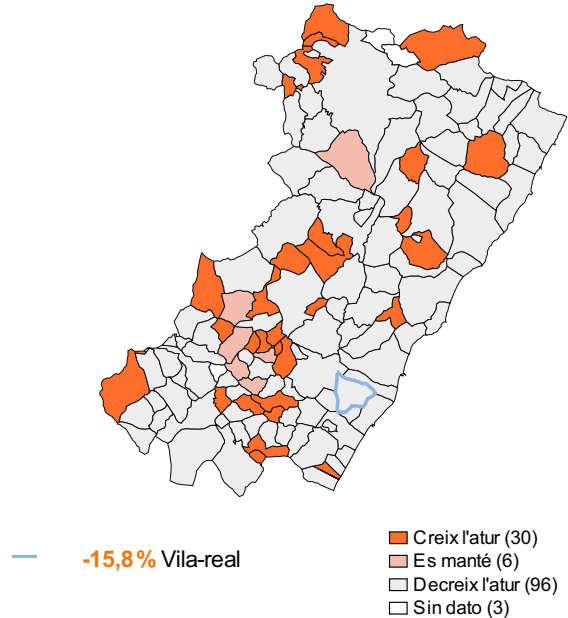 -15,8% Vila-real
Creix l'atur (30)
Es manté (6)
Decreix l'atur (96)
Sin dato (3)